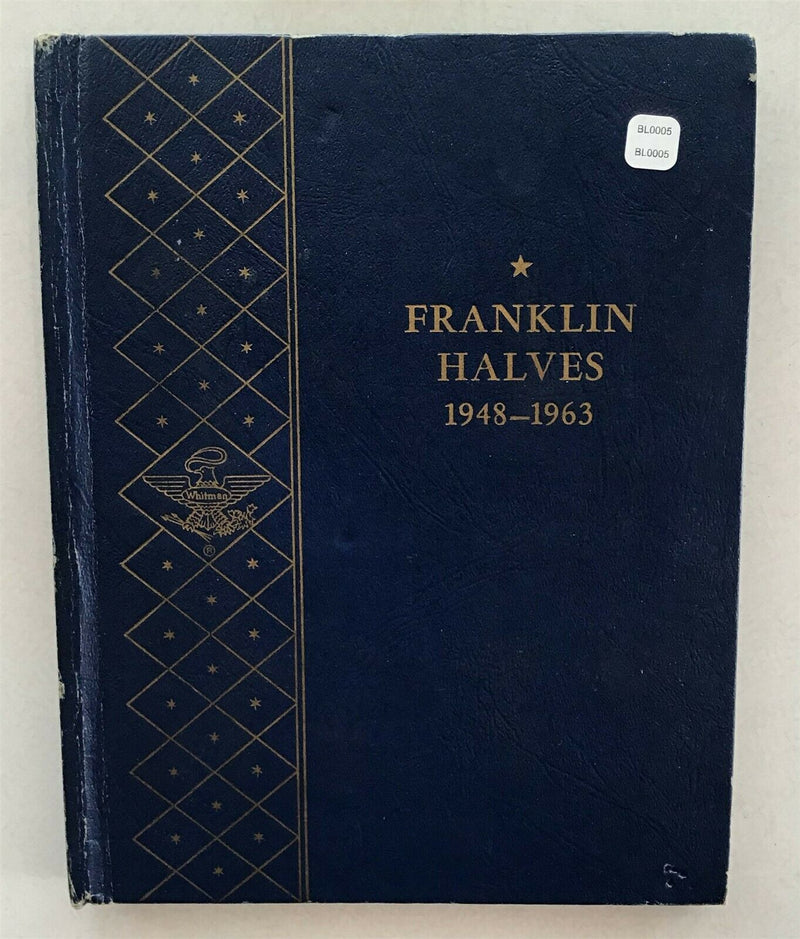 BL0005
BL0005
FRANKLIN
HALVES
1948–1963
Whitman
®